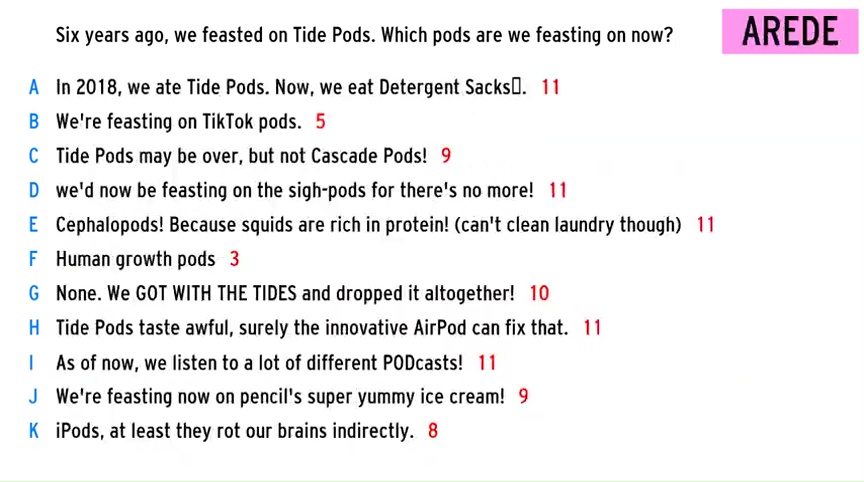 Six years ago, we feasted on Tide Pods. Which pods are we feasting on now?
AREDE
A In 2018, we ate Tide Pods. Now, we eat Detergent Sacks▯. 11
B We're feasting on TikTok pods. 5
C Tide Pods may be over, but not Cascade Pods! 9
D we'd now be feasting on the sigh-pods for there's no more! 11
E Cephalopods! Because squids are rich in protein! (can't clean laundry though) 11
F Human growth pods 3
G None. We GOT WITH THE TIDES and dropped it altogether! 10
H Tide Pods taste awful, surely the innovative AirPod can fix that. 11
I As of now, we listen to a lot of different PODcasts! 11
J We're feasting now on pencil's super yummy ice cream! 9
K iPods, at least they rot our brains indirectly. 8